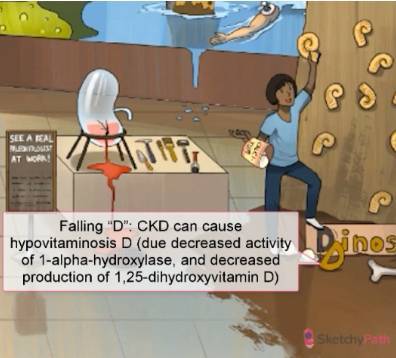 SEE A REAL
PALEONTOLOGIST
AT WORK!
Falling "D": CKD can cause
hypovitaminosis D (due decreased activity
of 1-alpha-hydroxylase, and decreased
production of 1,25-dihydroxyvitamin D)
Dinos
SketchyPath